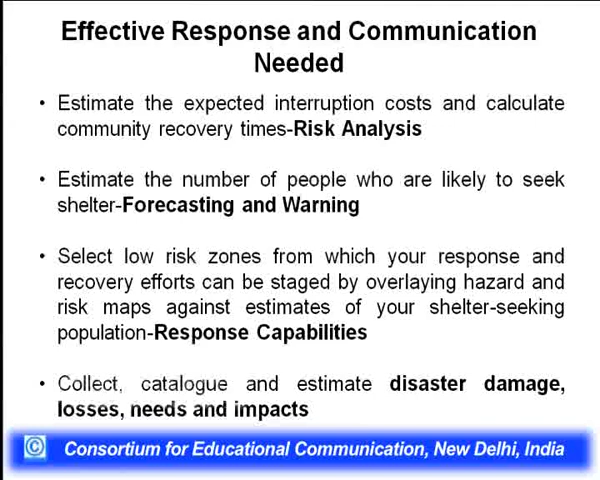 Effective Response and Communication
Needed
• Estimate the expected interruption costs and calculate
community recovery times-Risk Analysis
• Estimate the number of people who are likely to seek
shelter-Forecasting and Warning
• Select low risk zones from which your response and
recovery efforts can be staged by overlaying hazard and
risk maps against estimates of your shelter-seeking
population-Response Capabilities
• Collect, catalogue and estimate disaster damage,
losses, needs and impacts
© Consortium for Educational Communication, New Delhi, India